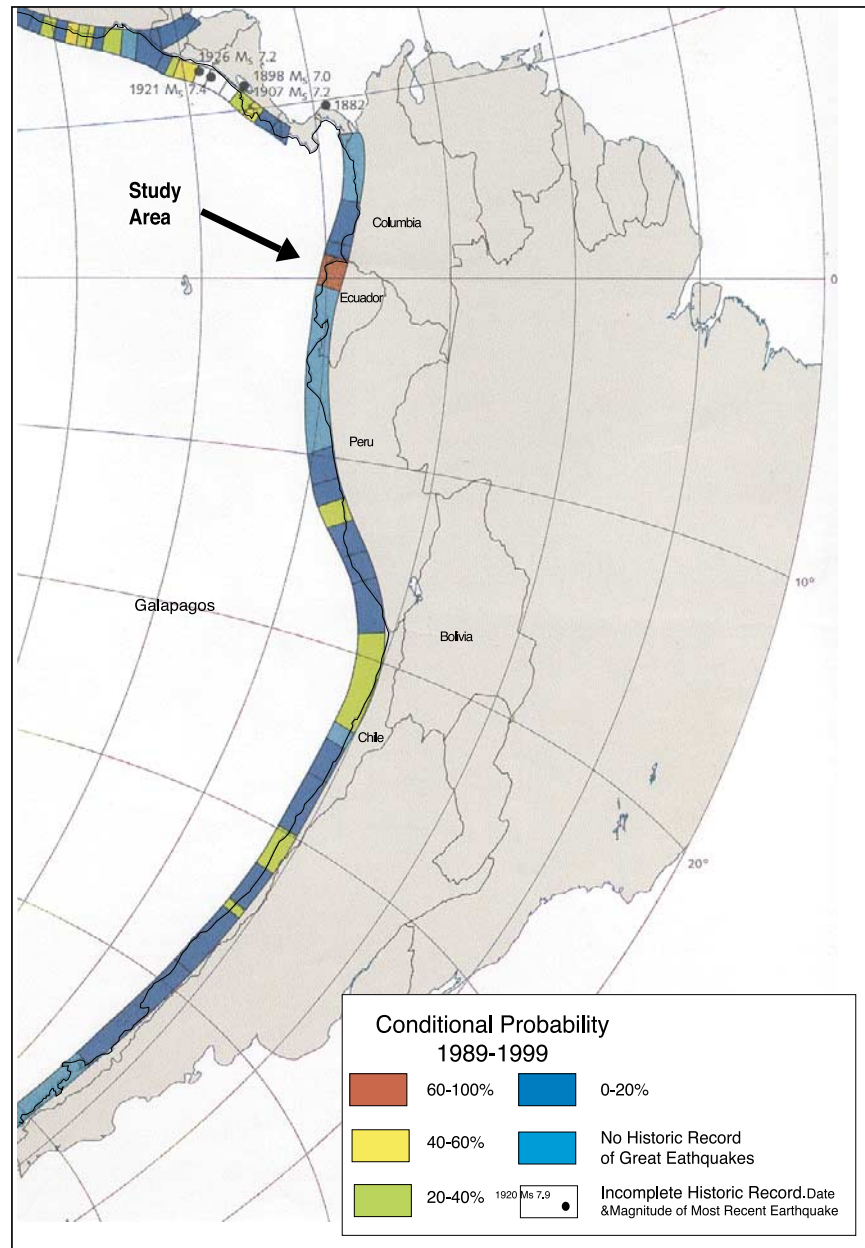 1926 Ms 7.2
1898 Ms 7.0
1921 Ms 7.4
1907 Ms 7.2
1882
Study
Area
Columbia
0
Ecuador
Peru
10°
Galapagos
Bolivia
Chile
20°
Conditional Probability
1989-1999
60-100%
0-20%
40-60%
No Historic Record
of Great Eathquakes
20-40%
1920 Ms 7.9
Incomplete Historic Record.Date
&Magnitude of Most Recent Earthquake